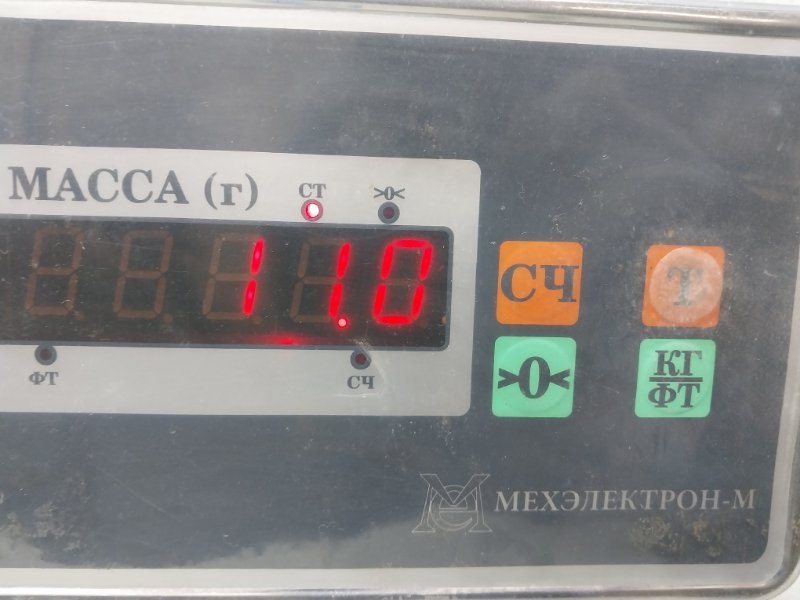 МАССА (г)
СТ
>0<
11.0
ФТ
СЧ
СЧ
Т
>0<
КГ
ФТ
МЕХЭЛЕКТРОН-М